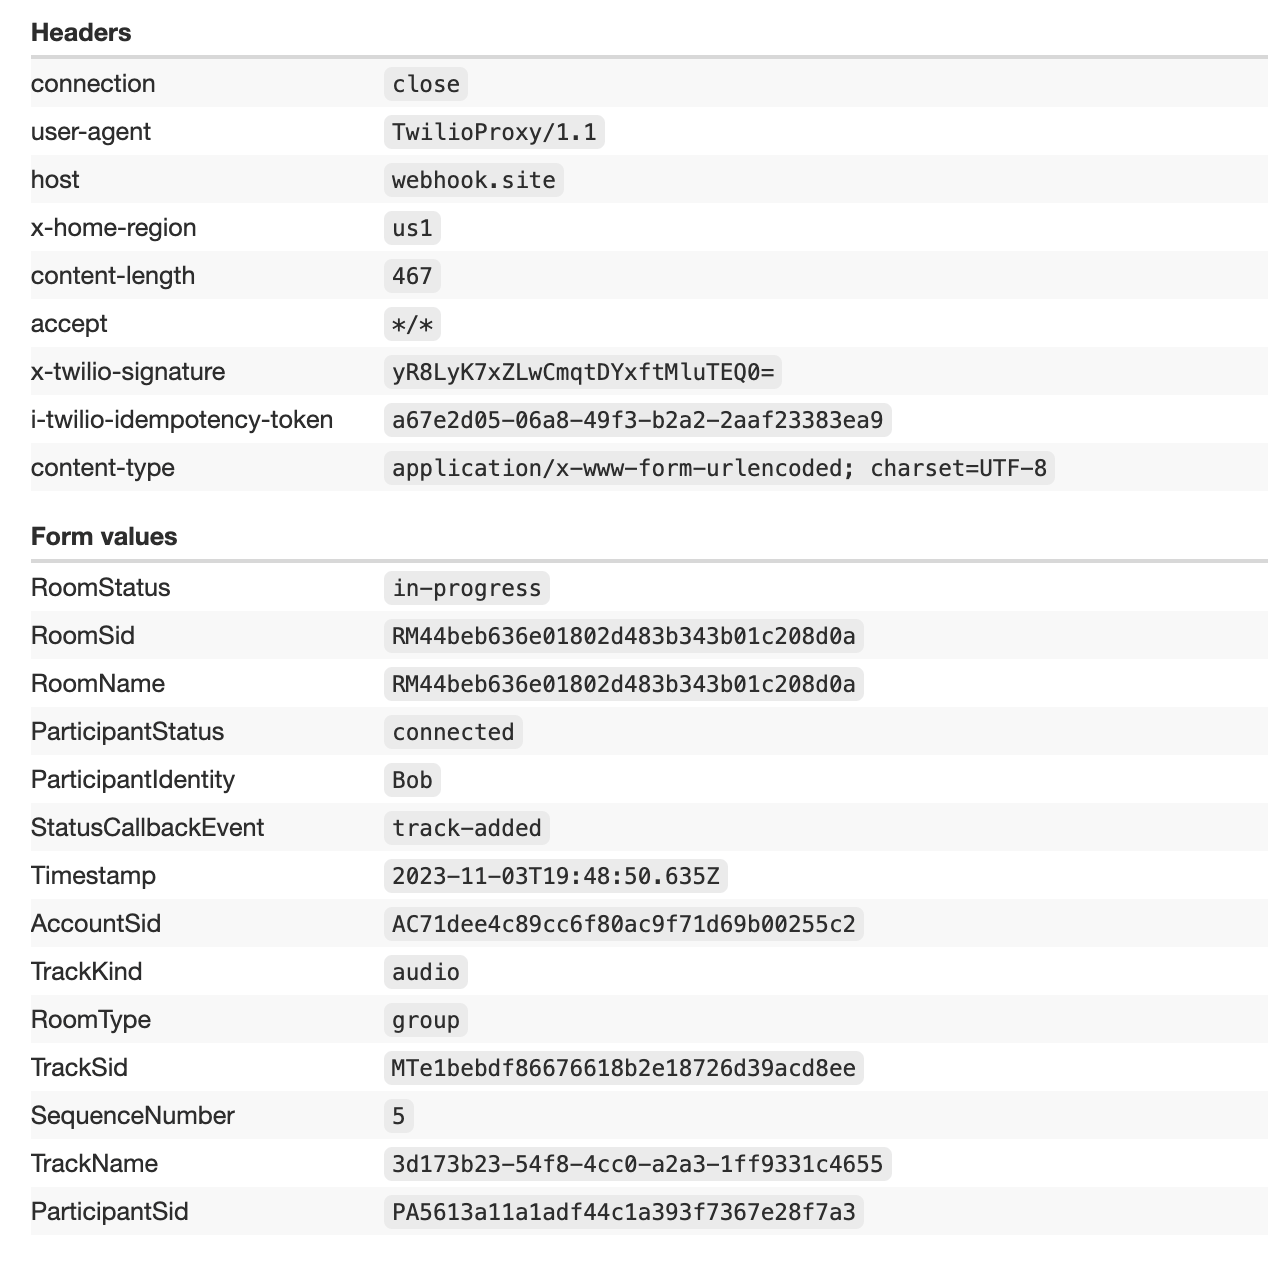 Headers
connection close
user-agent TwilioProxy/1.1
host webhook.site
x-home-region us1
content-length 467
accept */*
x-twilio-signature yR8LyK7xZLwCmqtDYxftMluTEQ0=
i-twilio-idempotency-token a67e2d05-06a8-49f3-b2a2-2aaf23383ea9
content-type application/x-www-form-urlencoded; charset=UTF-8
Form values
RoomStatus in-progress
RoomSid RM44beb636e01802d483b343b01c208d0a
RoomName RM44beb636e01802d483b343b01c208d0a
ParticipantStatus connected
ParticipantIdentity Bob
StatusCallbackEvent track-added
Timestamp 2023-11-03T19:48:50.635Z
AccountSid AC71dee4c89cc6f80ac9f71d69b00255c2
TrackKind audio
RoomType group
TrackSid MTe1bebdf86676618b2e18726d39acd8ee
SequenceNumber 5
TrackName 3d173b23-54f8-4cc0-a2a3-1ff9331c4655
ParticipantSid PA5613a11a1adf44c1a393f7367e28f7a3